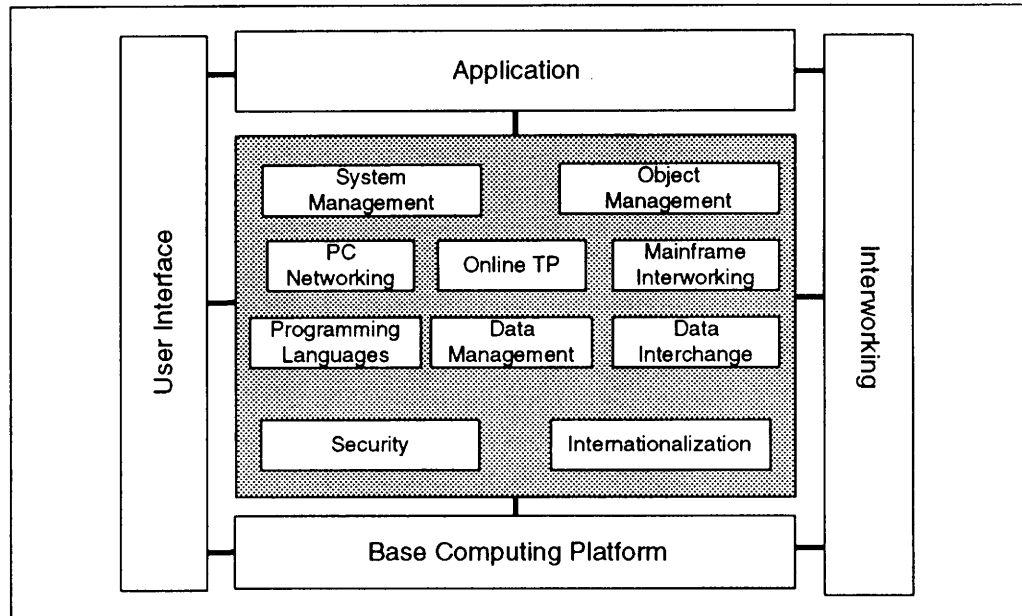 Application
User Interface
System
Management
Object
Management
PC
Networking
Online TP
Mainframe
Interworking
Programming
Languages
Data
Management
Data
Interchange
Security
Internationalization
Interworking
Base Computing Platform